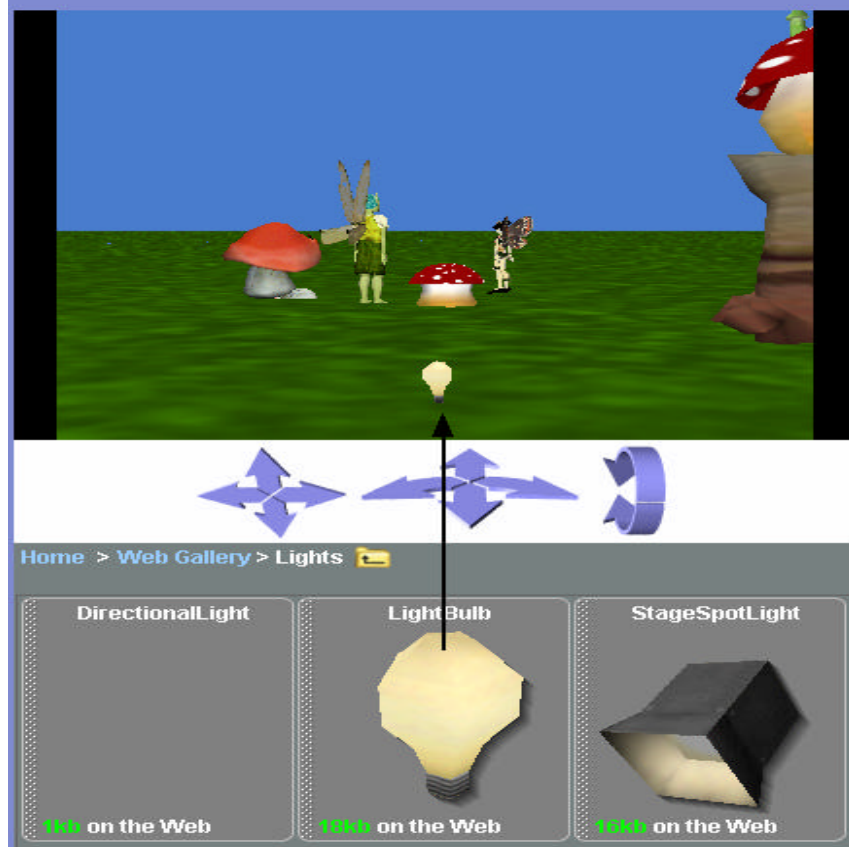 Home > Web Gallery > Lights
DirectionalLight
1kb on the Web
LightBulb
18kb on the Web
StageSpotLight
16kb on the Web